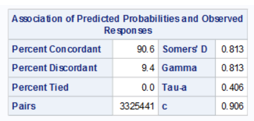 Association of Predicted Probabilities and Observed
Responses
Percent Concordant 90.6 Somers' D 0.813
Percent Discordant 9.4 Gamma 0.813
Percent Tied 0.0 Tau-a 0.406
Pairs 3325441 c 0.906